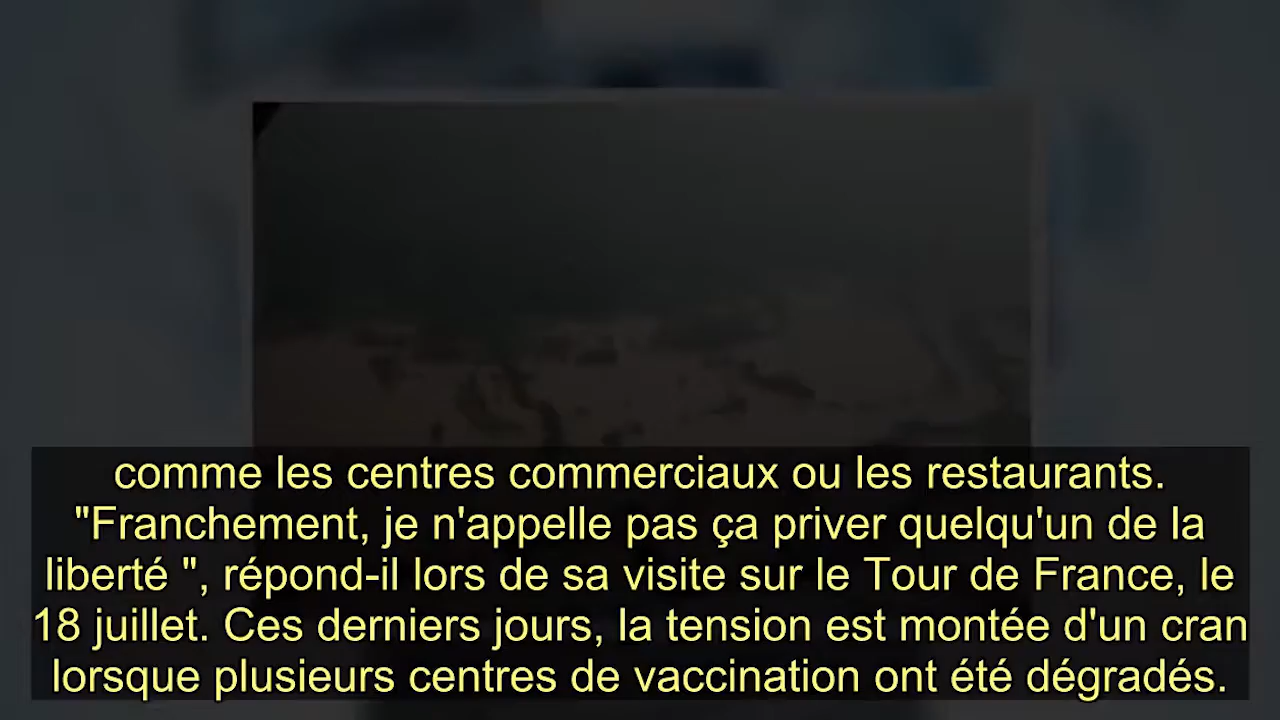 comme les centres commerciaux ou les restaurants.
"Franchement, je n'appelle pas ça priver quelqu'un de la
liberté ", répond-il lors de sa visite sur le Tour de France, le
18 juillet. Ces derniers jours, la tension est montée d'un cran
lorsque plusieurs centres de vaccination ont été dégradés.